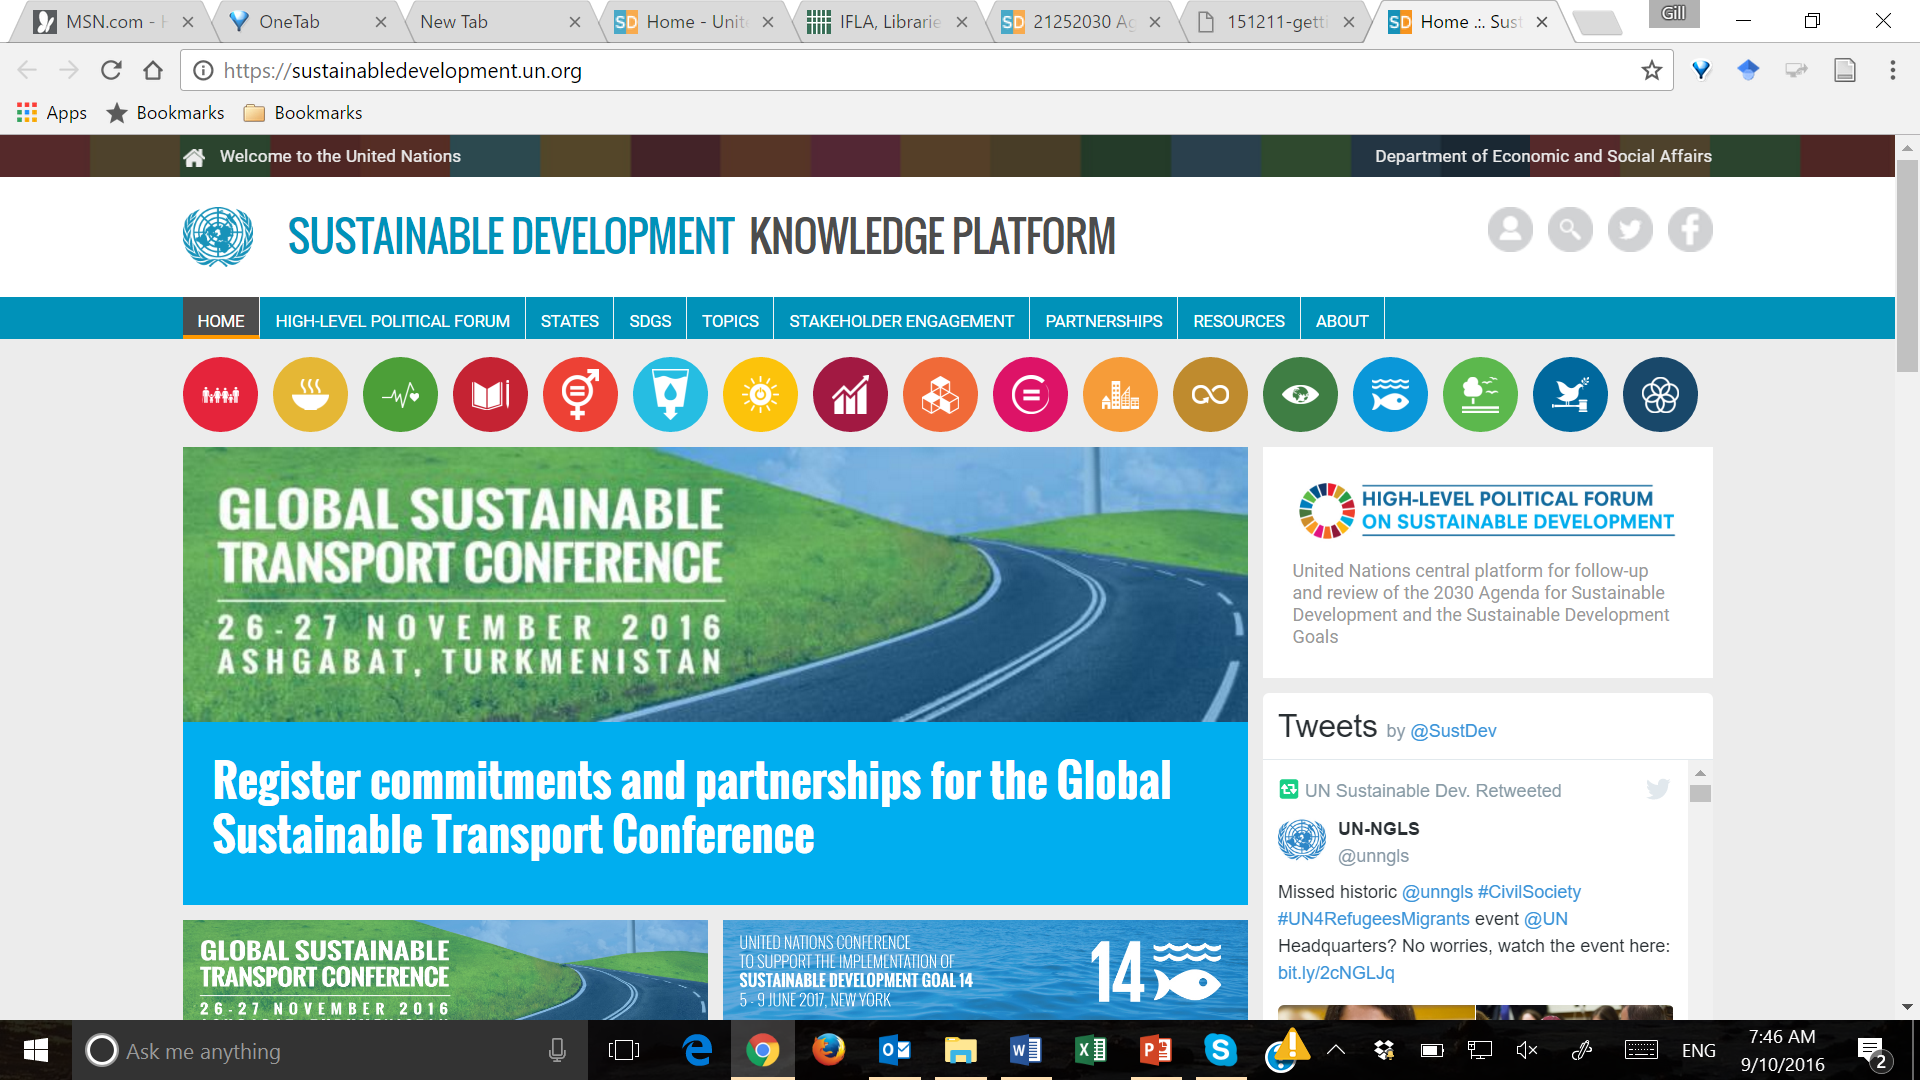 MSN.com - H
OneTab
New Tab
Home - Unit
IFLA, Librarie
21252030 Ag
151211-getti
Home .:. Sust
Gill
https://sustainabledevelopment.un.org
Apps
Bookmarks
Bookmarks
Welcome to the United Nations
Department of Economic and Social Affairs
SUSTAINABLE DEVELOPMENT KNOWLEDGE PLATFORM
HOME
HIGH-LEVEL POLITICAL FORUM
STATES
SDGS
TOPICS
STAKEHOLDER ENGAGEMENT
PARTNERSHIPS
RESOURCES
ABOUT
GLOBAL SUSTAINABLE
TRANSPORT CONFERENCE
26-27 NOVEMBER 2016
ASHGABAT, TURKMENISTAN
Register commitments and partnerships for the Global
Sustainable Transport Conference
HIGH-LEVEL POLITICAL FORUM
ON SUSTAINABLE DEVELOPMENT
United Nations central platform for follow-up
and review of the 2030 Agenda for Sustainable
Development and the Sustainable Development
Goals
Tweets by @SustDev
UN Sustainable Dev. Retweeted
UN-NGLS
@unngls
Missed historic @unngls #CivilSociety
#UN4RefugeesMigrants event @UN
Headquarters? No worries, watch the event here:
bit.ly/2cNGLJq
GLOBAL SUSTAINABLE
TRANSPORT CONFERENCE
26-27 NOVEMBER 2016
ASHGABAT, TURKMENISTAN
UNITED NATIONS CONFERENCE
TO SUPPORT THE IMPLEMENTATION OF
SUSTAINABLE DEVELOPMENT GOAL 14
5 - 9 JUNE 2017, NEW YORK
14
Ask me anything
ENG
7:46 AM
9/10/2016
2